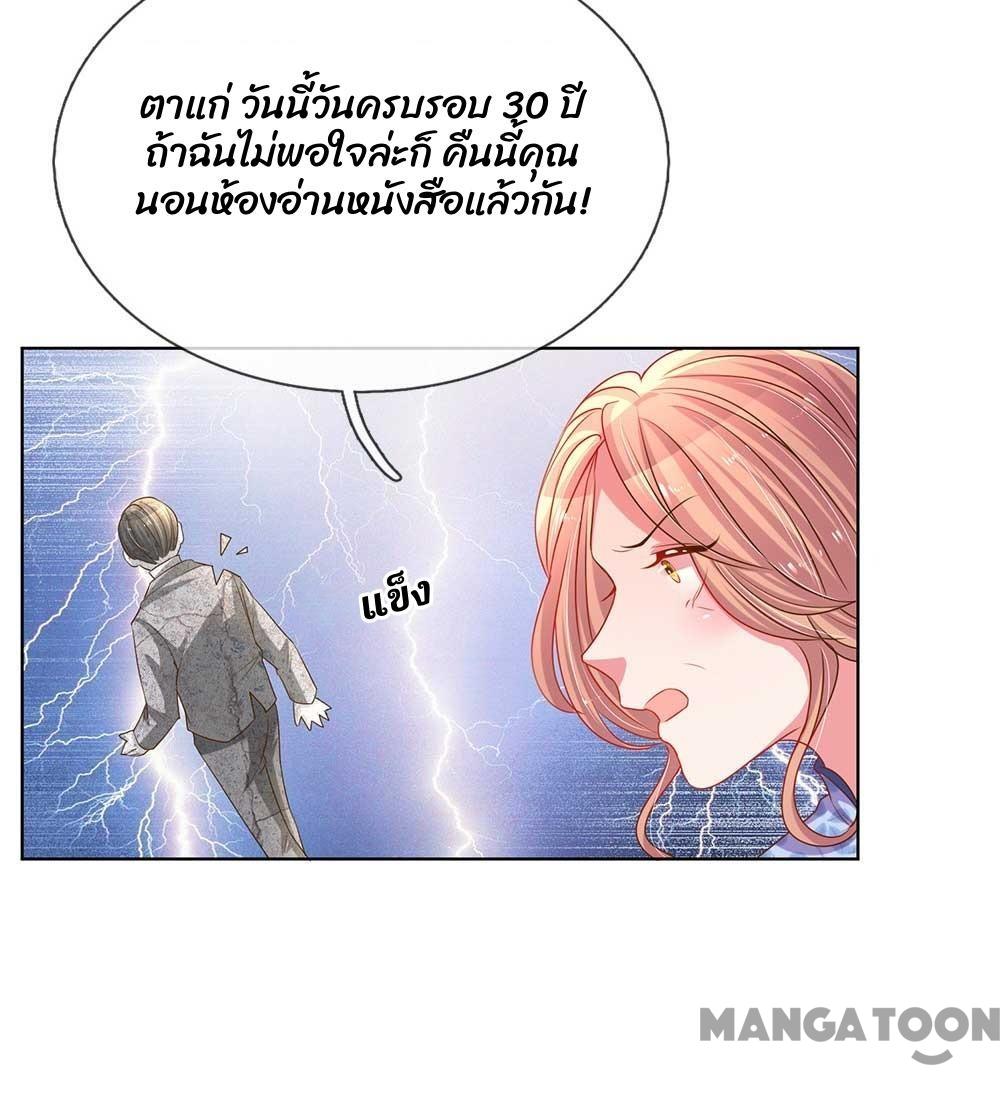 ตาแก่ วันนี้วันครบรอบ 30 ปี
ถ้าฉันไม่พอใจล่ะก็ คืนนี้คุณ
นอนห้องอ่านหนังสือแล้วกัน!
แข็ง
MANGATOON